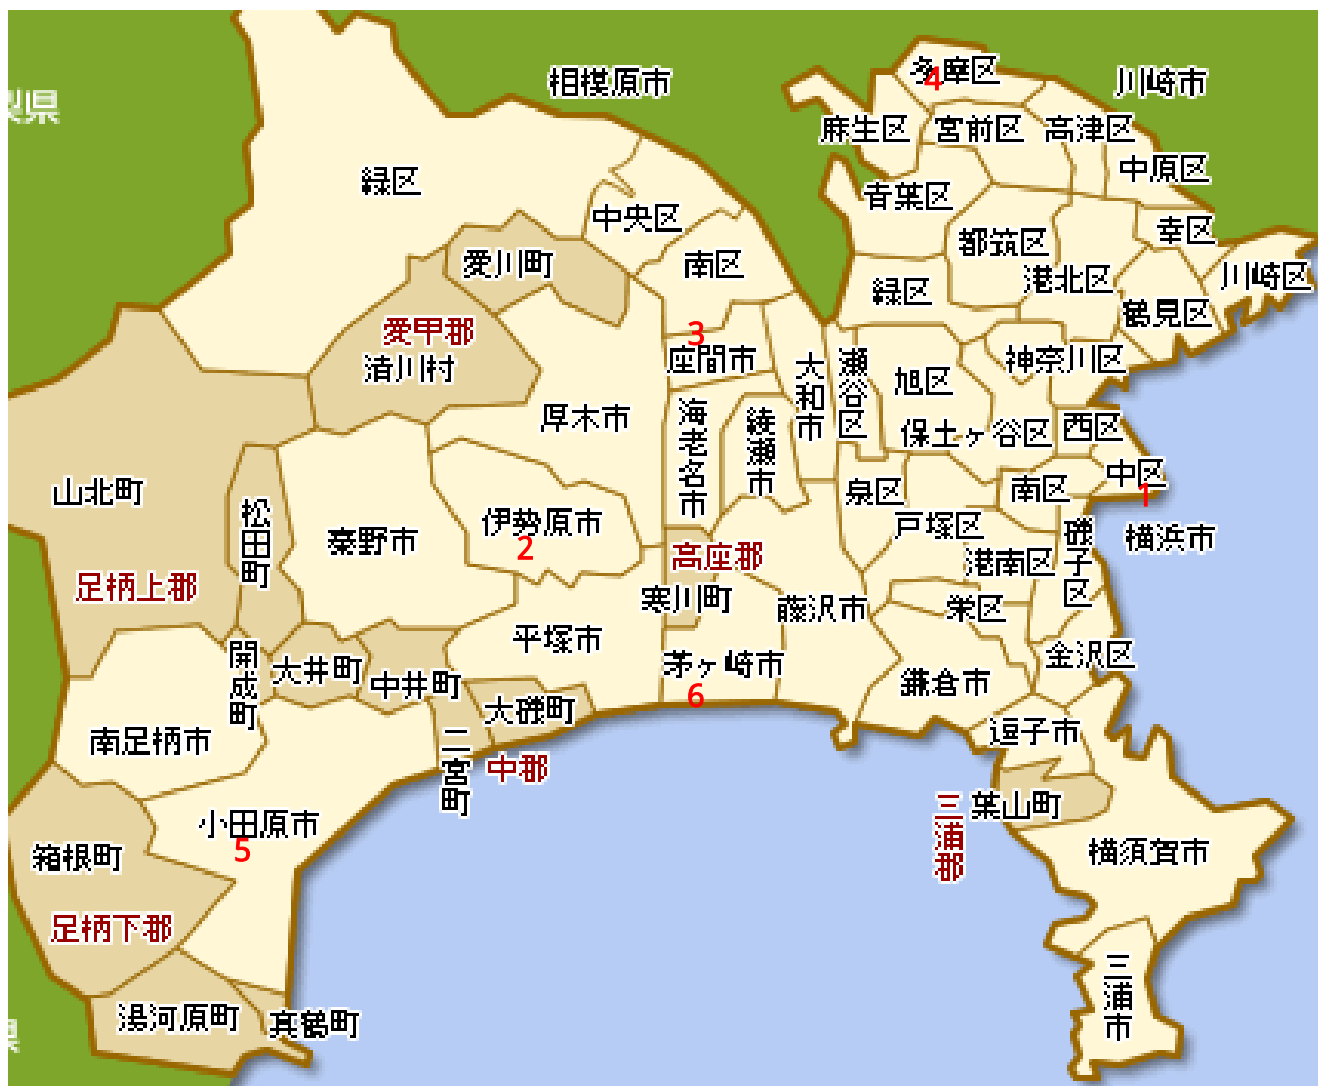 相模原市
川崎市
多摩区
4
麻生区
宮前区
高津区
中原区
緑区
青葉区
中央区
幸区
都筑区
愛川町
南区
港北区
川崎区
緑区
鶴見区
愛甲郡
3
座間市
清川村
大和市
瀬谷区
旭区
神奈川区
厚木市
海老名市
綾瀬市
保土ヶ谷区
西区
中区
1
山北町
松田町
秦野市
伊勢原市
2
泉区
南区
戸塚区
磯子区
横浜市
高座郡
港南区
足柄上郡
寒川町
藤沢市
栄区
平塚市
開成町
大井町
中井町
茅ヶ崎市
6
金沢区
鎌倉市
大磯町
南足柄市
二宮町
中郡
逗子市
三浦郡
葉山町
小田原市
5
箱根町
横須賀市
足柄下郡
三浦市
湯河原町
真鶴町
梨県
県